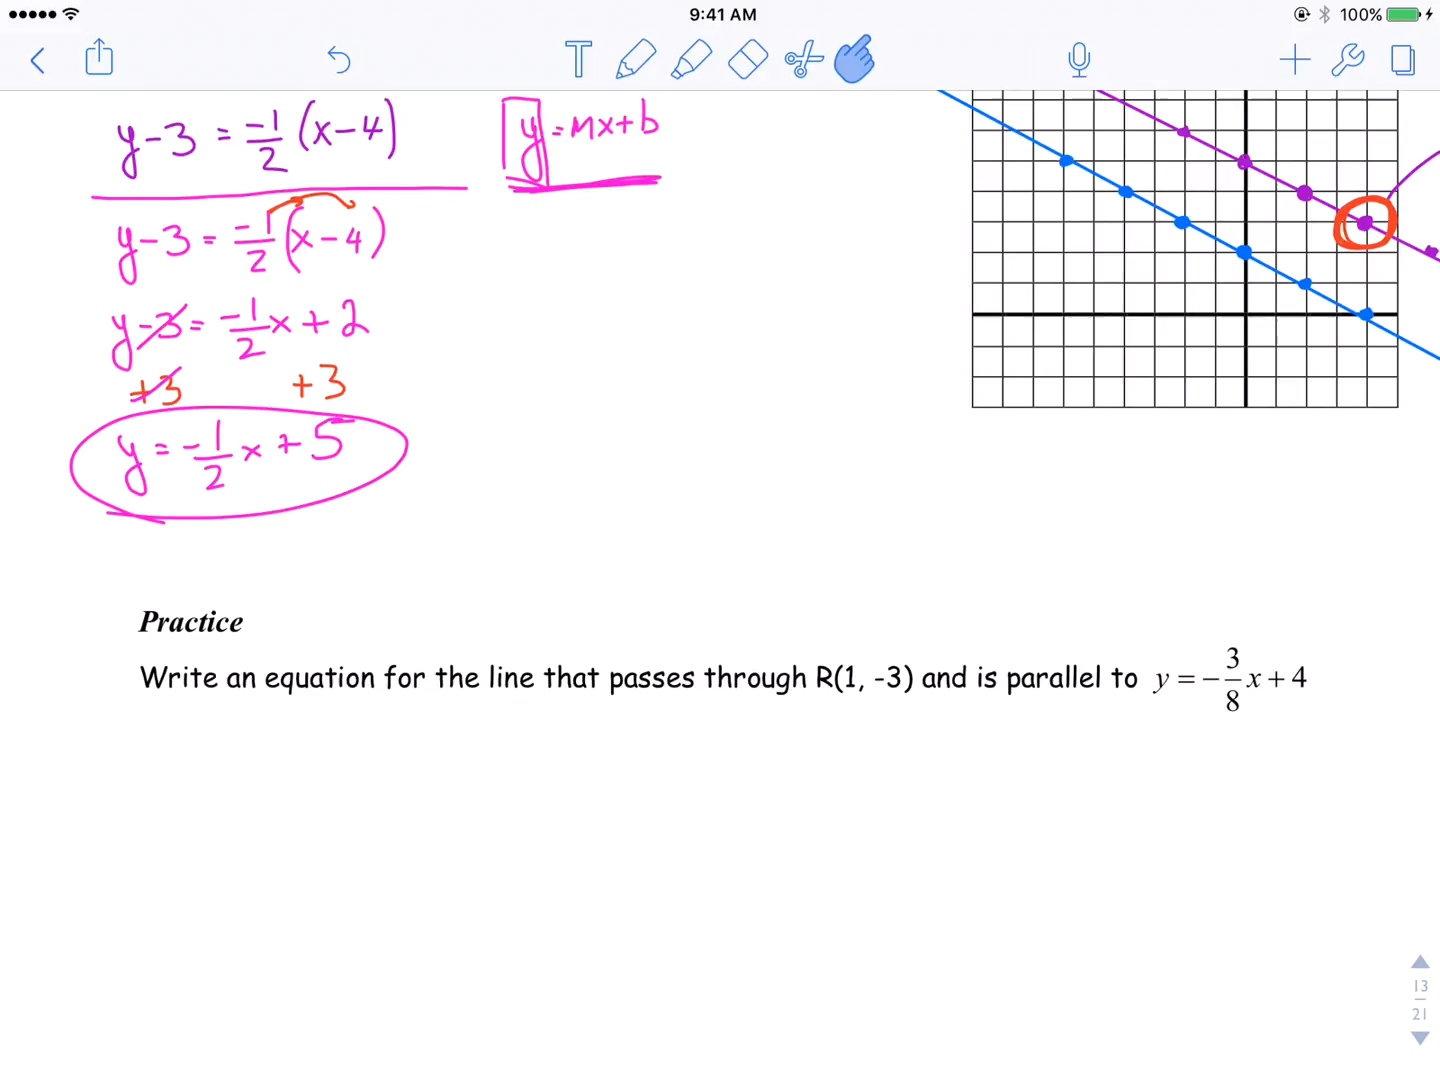 9:41 AM
100%
T
y-3 = -1/2 (x-4)
y = mx+b
y-3 = -1/2 (x-4)
y-3 = -1/2 x + 2
+3 +3
y = -1/2 x + 5
Practice
Write an equation for the line that passes through R(1, -3) and is parallel to y = -3/8 x + 4
13
21